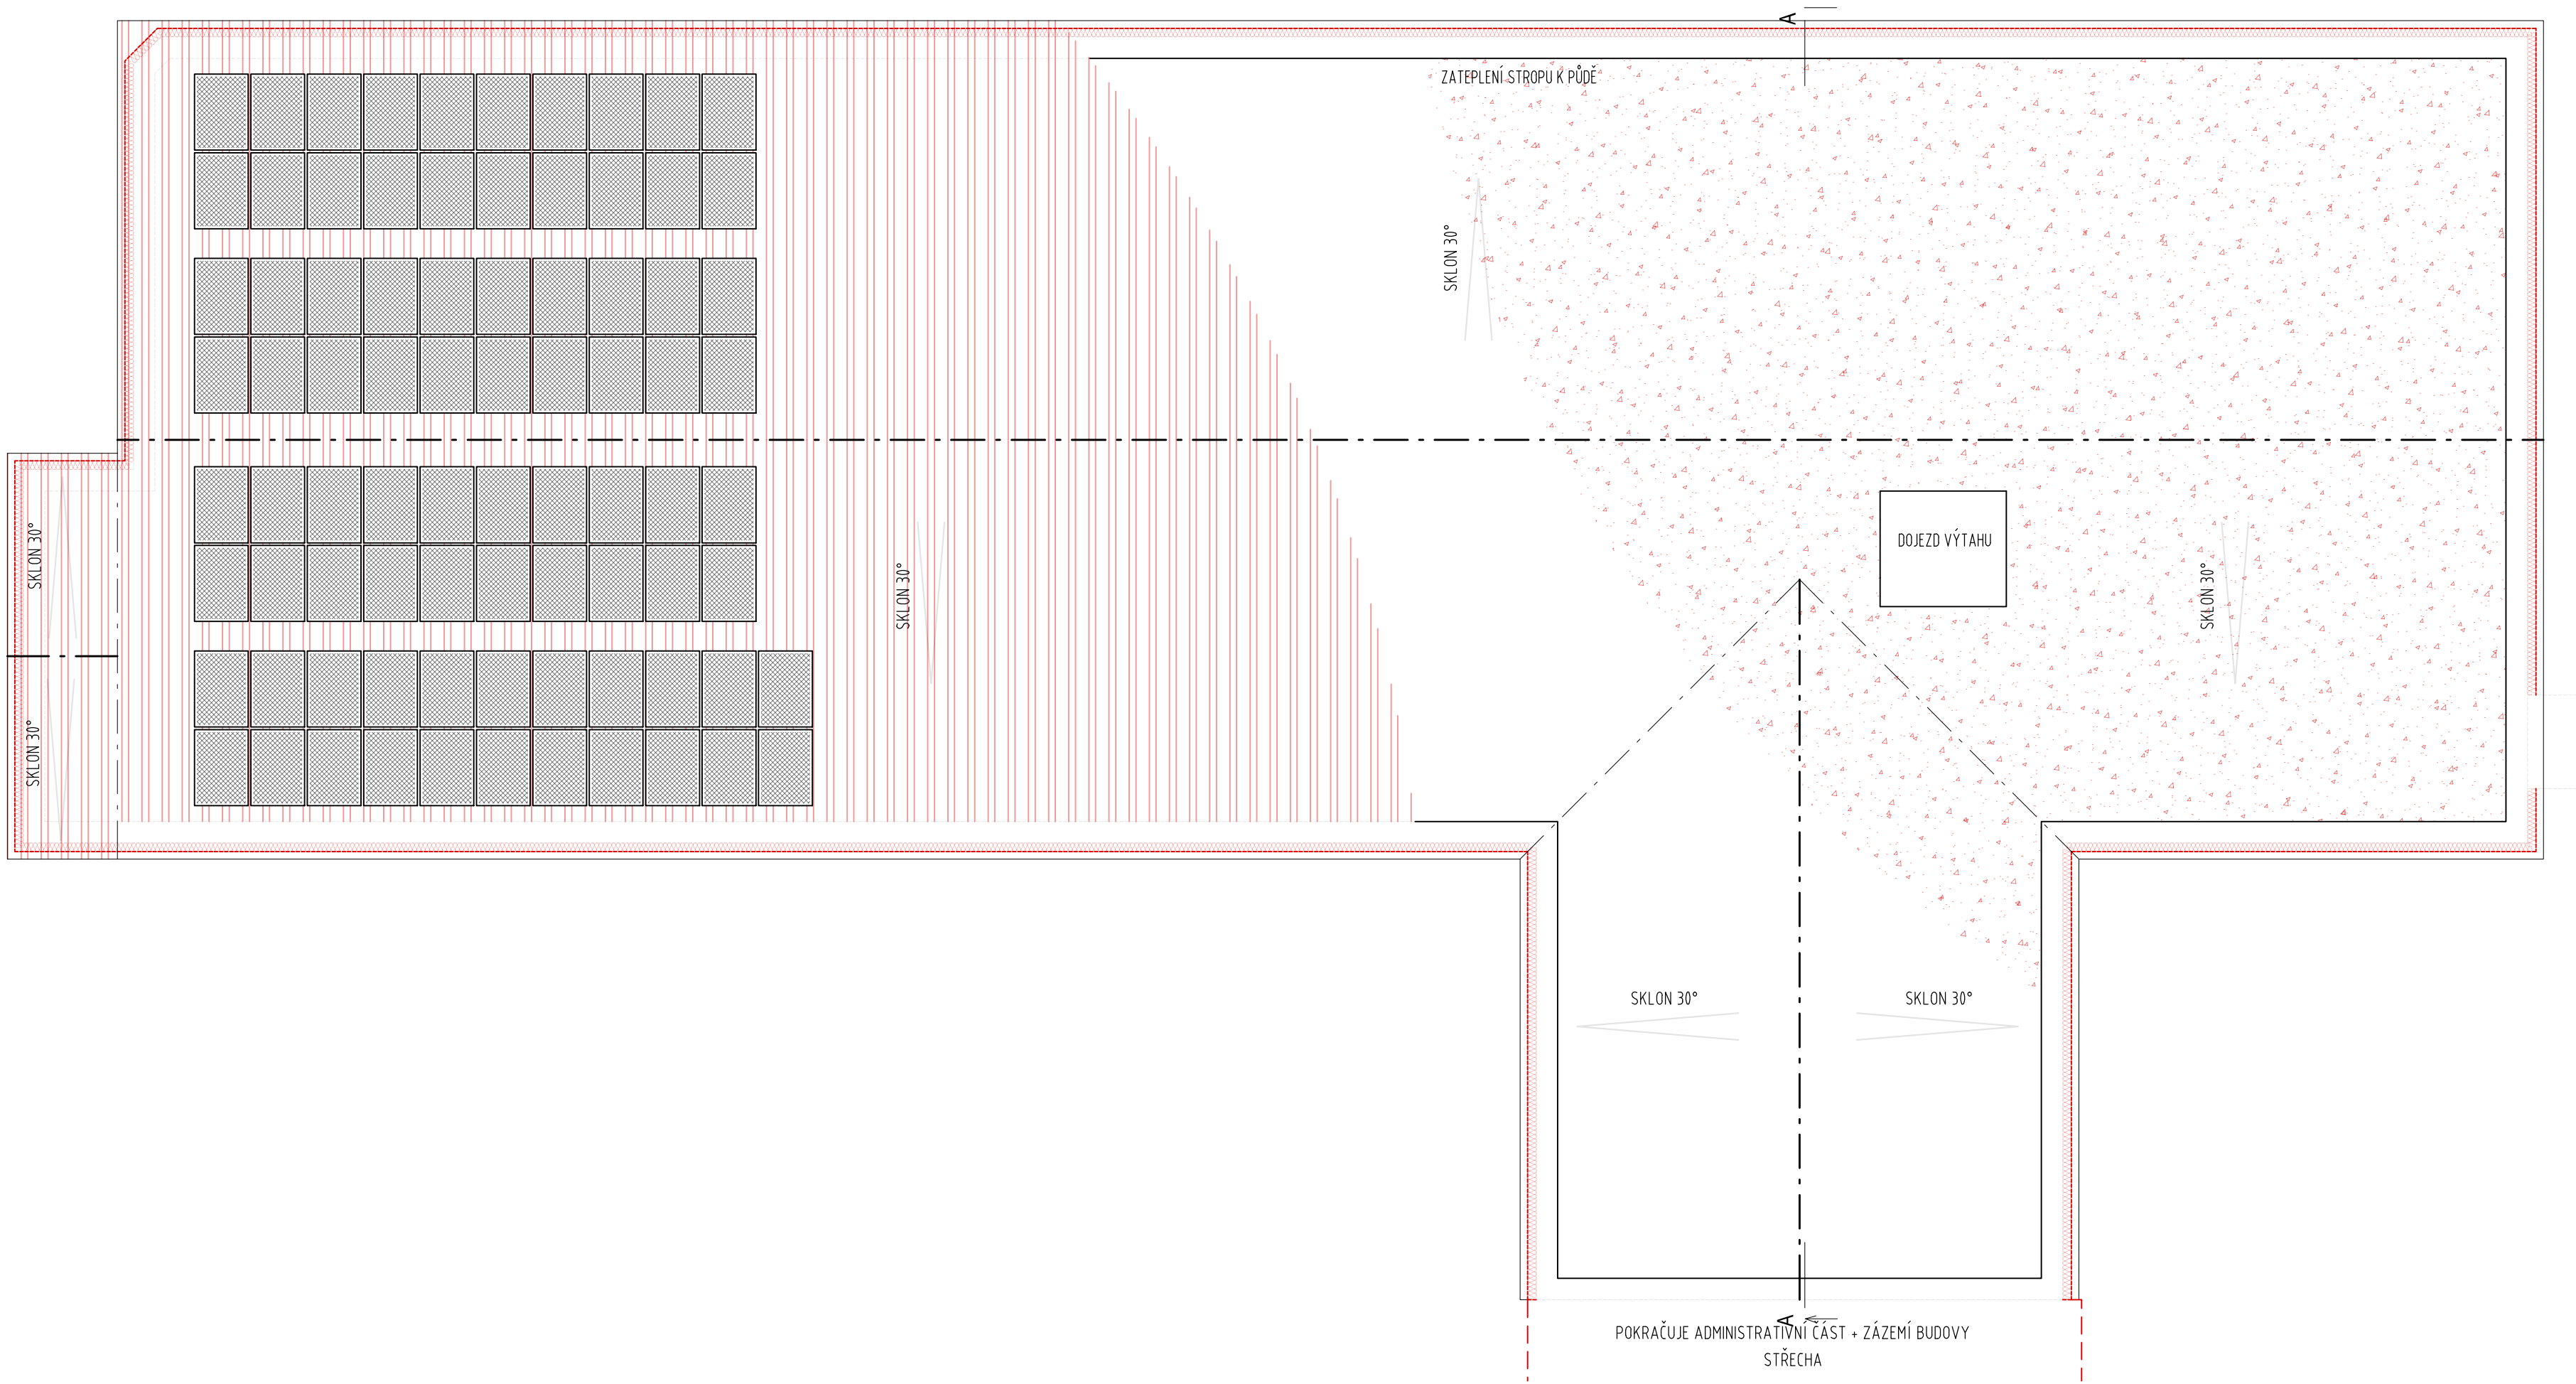 A
ZATEPLENÍ STROPU K PŮDĚ
SKLON 30°
SKLON 30°
SKLON 30°
SKLON 30°
DOJEZD VÝTAHU
SKLON 30°
SKLON 30°
SKLON 30°
A
POKRAČUJE ADMINISTRATIVNÍ ČÁST + ZÁZEMÍ BUDOVY
STŘECHA